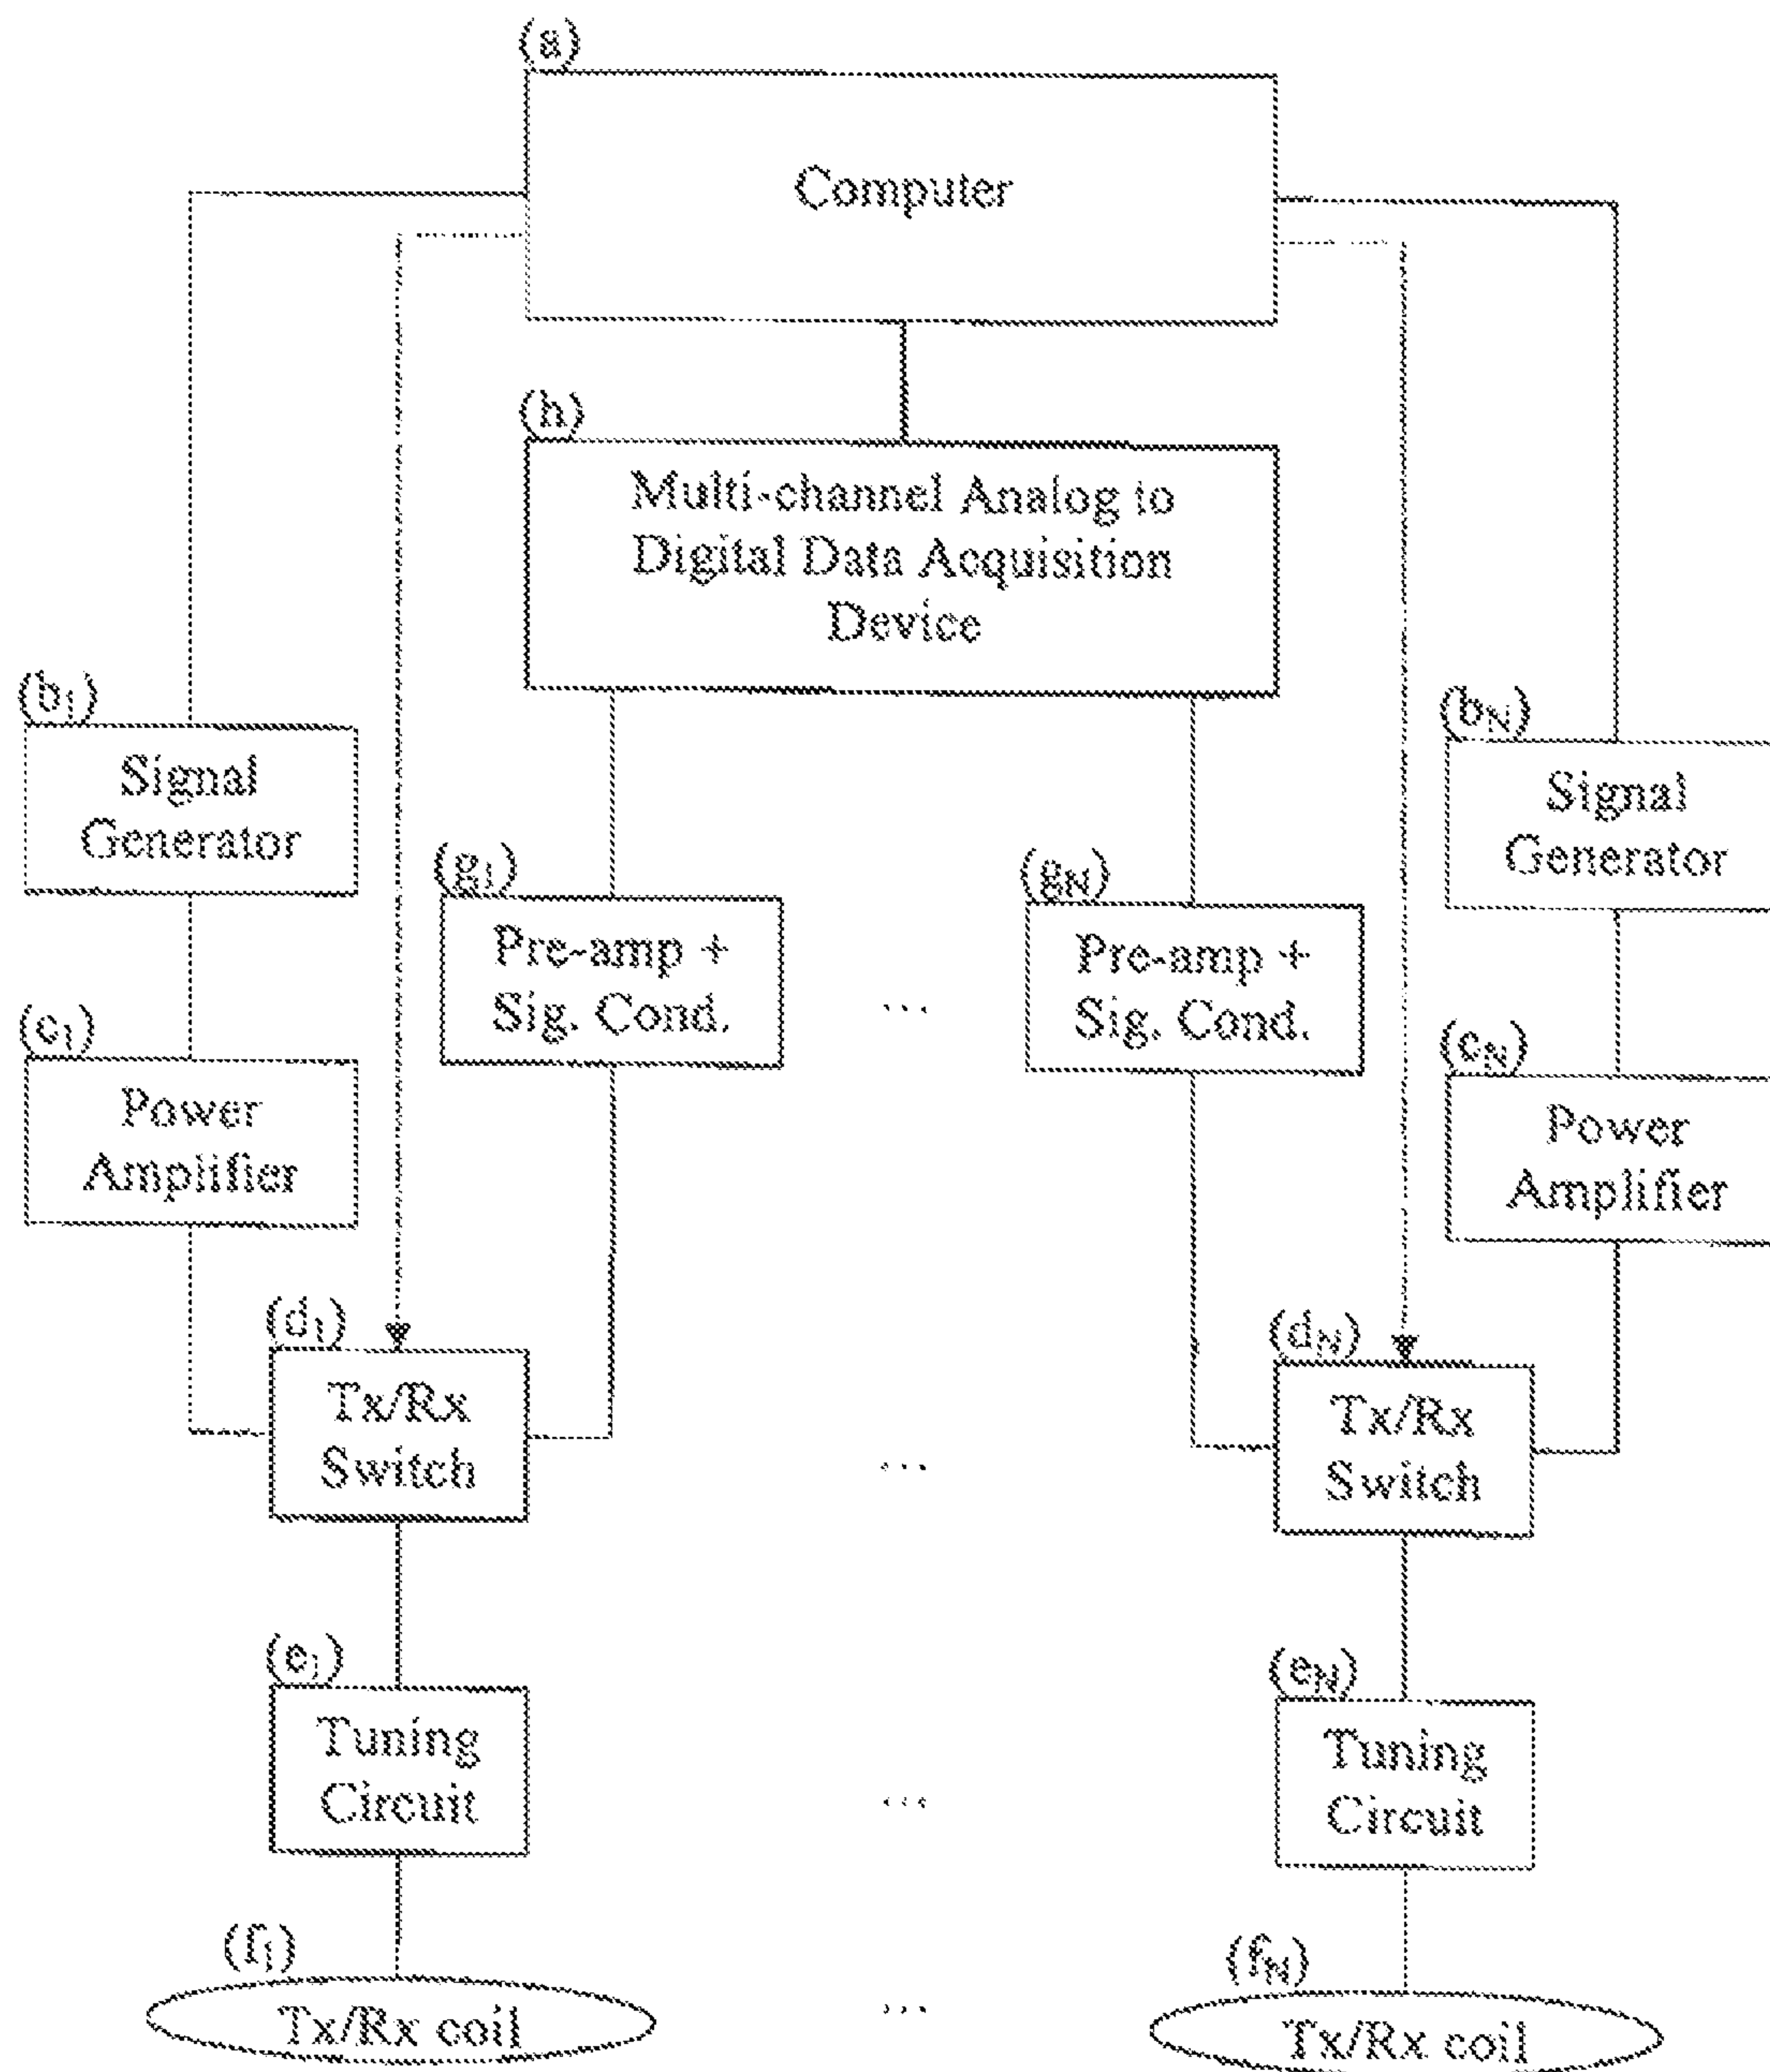 (a)
Computer
(h)
Multi-channel Analog to
Digital Data Acquisition
Device
(b1)
Signal
Generator
(bN)
Signal
Generator
(g1)
Pre-amp +
Sig. Cond.
...
(gN)
Pre-amp +
Sig. Cond.
(c1)
Power
Amplifier
(cN)
Power
Amplifier
(d1)
Tx/Rx
Switch
...
(dN)
Tx/Rx
Switch
(e1)
Tuning
Circuit
...
(eN)
Tuning
Circuit
(f1)
Tx/Rx coil
...
(fN)
Tx/Rx coil